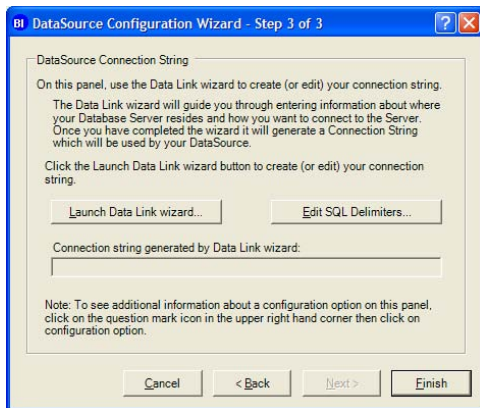 BI DataSource Configuration Wizard - Step 3 of 3
DataSource Connection String
On this panel, use the Data Link wizard to create (or edit) your connection string.
The Data Link wizard will guide you through entering information about where
your Database Server resides and how you want to connect to the Server.
Once you have completed the wizard it will generate a Connection String
which will be used by your DataSource.
Click the Launch Data Link wizard button to create (or edit) your connection
string.
Launch Data Link wizard... Edit SQL Delimiters...
Connection string generated by Data Link wizard:
Note: To see additional information about a configuration option on this panel,
click on the question mark icon in the upper right hand corner then click on
configuration option.
Cancel < Back Next > Finish